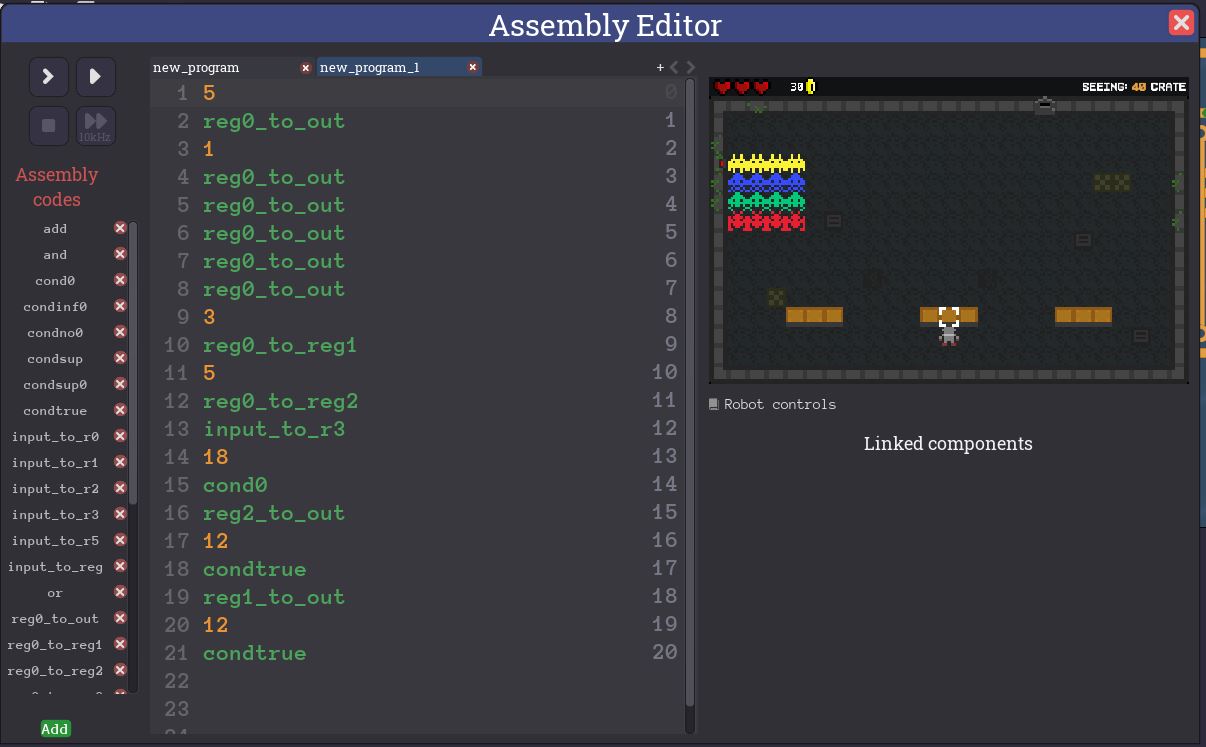 Assembly Editor
new_program
new_program_1
+
10kHz
Assembly
codes
add
and
cond0
condinf0
condno0
condsup
condsup0
condtrue
input_to_r0
input_to_r1
input_to_r2
input_to_r3
input_to_r5
input_to_reg
or
reg0_to_out
reg0_to_reg1
reg0_to_reg2
Add
1 5 0
2 reg0_to_out 1
3 1 2
4 reg0_to_out 3
5 reg0_to_out 4
6 reg0_to_out 5
7 reg0_to_out 6
8 reg0_to_out 7
9 3 8
10 reg0_to_reg1 9
11 5 10
12 reg0_to_reg2 11
13 input_to_r3 12
14 18 13
15 cond0 14
16 reg2_to_out 15
17 12 16
18 condtrue 17
19 reg1_to_out 18
20 12 19
21 condtrue 20
22
23
30
SEEING: 40 CRATE
Robot controls
Linked components